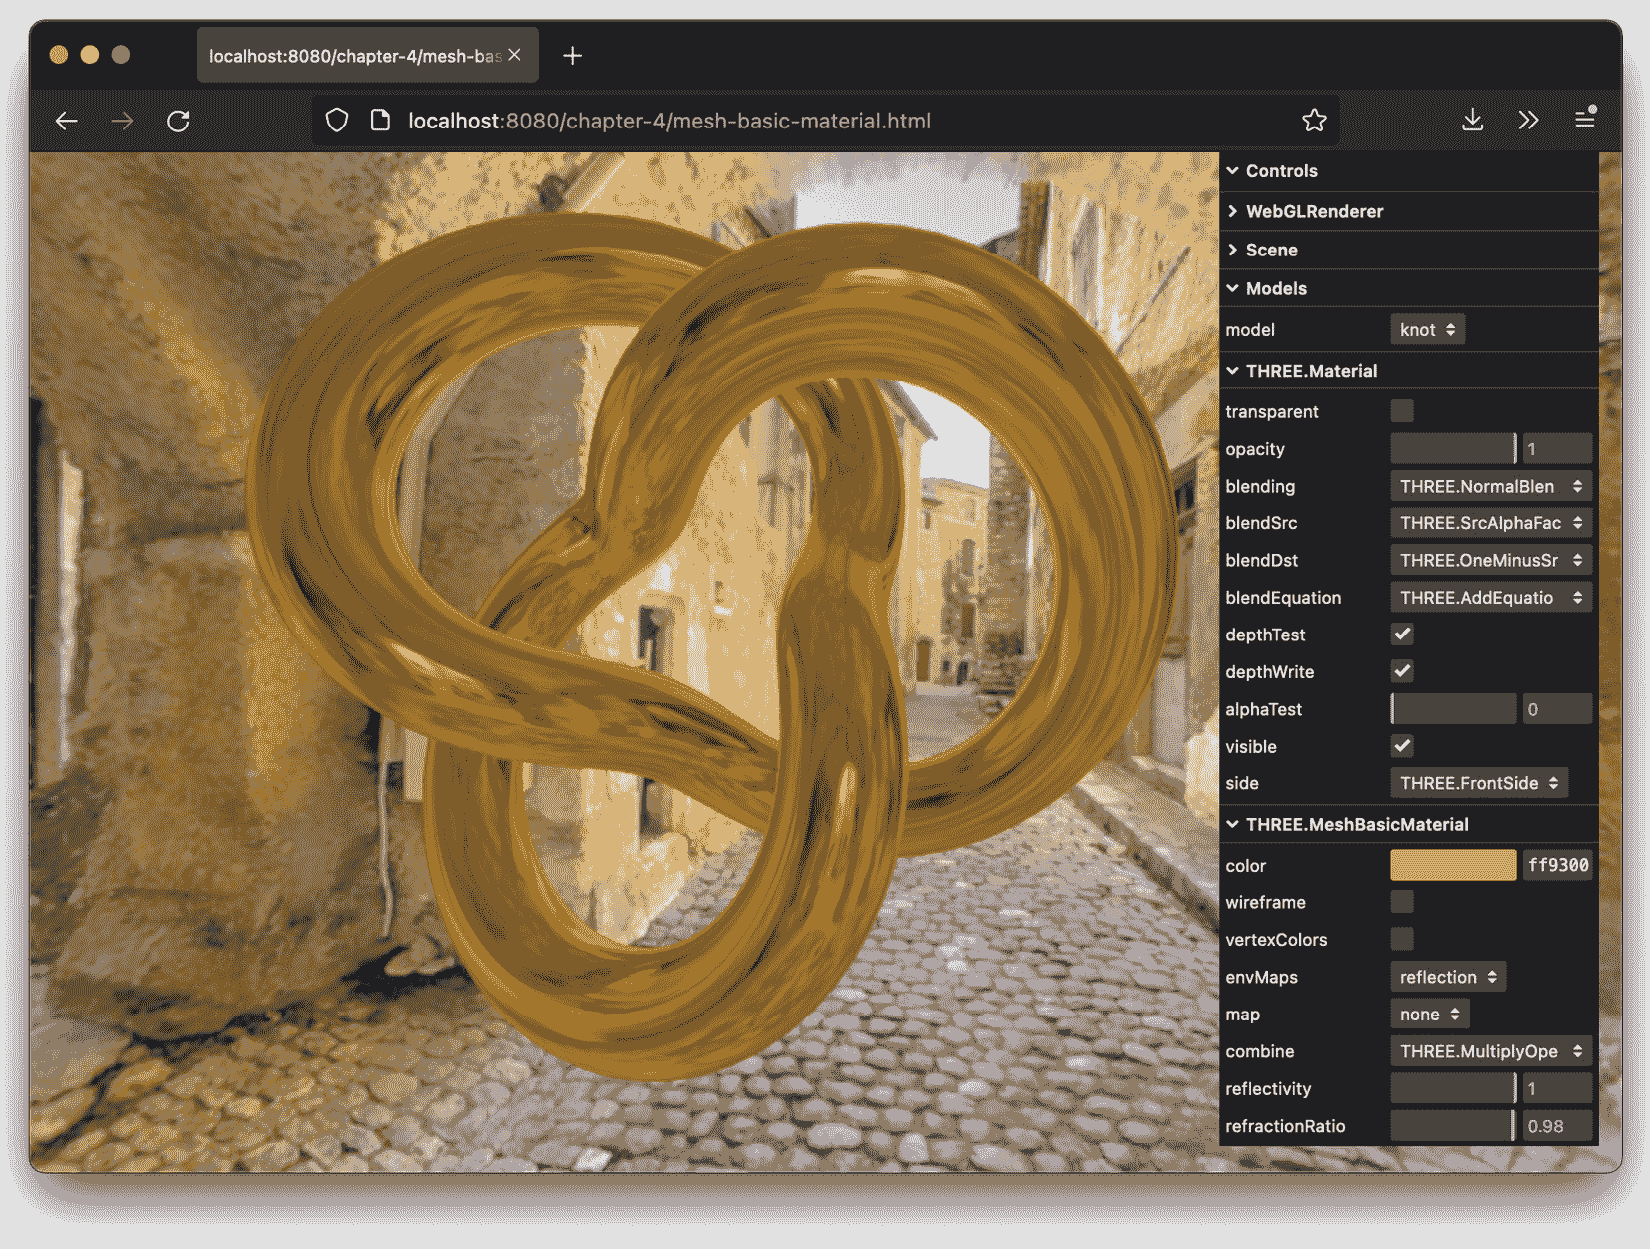 localhost:8080/chapter-4/mesh-bas
localhost:8080/chapter-4/mesh-basic-material.html
Controls
WebGLRenderer
Scene
Models
model knot
THREE.Material
transparent
opacity 1
blending THREE.NormalBlen
blendSrc THREE.SrcAlphaFac
blendDst THREE.OneMinusSr
blendEquation THREE.AddEquatio
depthTest
depthWrite
alphaTest 0
visible
side THREE.FrontSide
THREE.MeshBasicMaterial
color ff9300
wireframe
vertexColors
envMaps reflection
map none
combine THREE.MultiplyOpe
reflectivity 1
refractionRatio 0.98